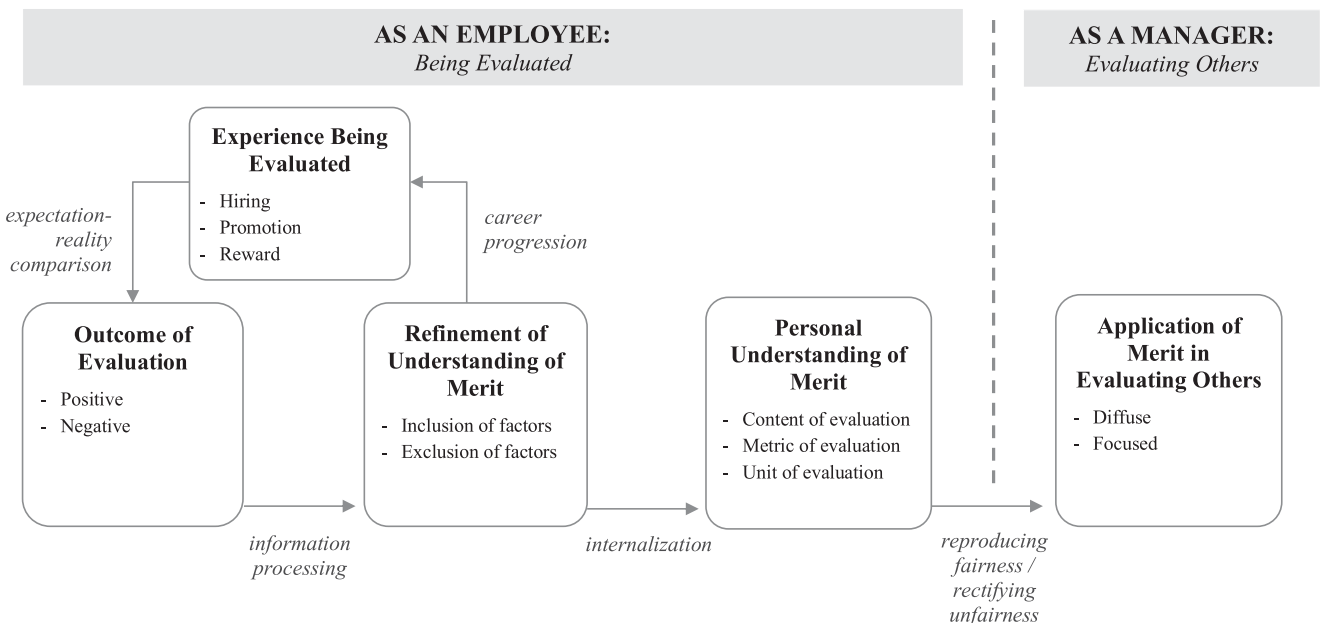 AS AN EMPLOYEE:
Being Evaluated
AS A MANAGER:
Evaluating Others
Experience Being
Evaluated
- Hiring
- Promotion
- Reward
expectation-
reality
comparison
career
progression
Outcome of
Evaluation
- Positive
- Negative
Refinement of
Understanding of
Merit
- Inclusion of factors
- Exclusion of factors
Personal
Understanding of
Merit
- Content of evaluation
- Metric of evaluation
- Unit of evaluation
Application of
Merit in
Evaluating Others
- Diffuse
- Focused
information
processing
internalization
reproducing
fairness /
rectifying
unfairness